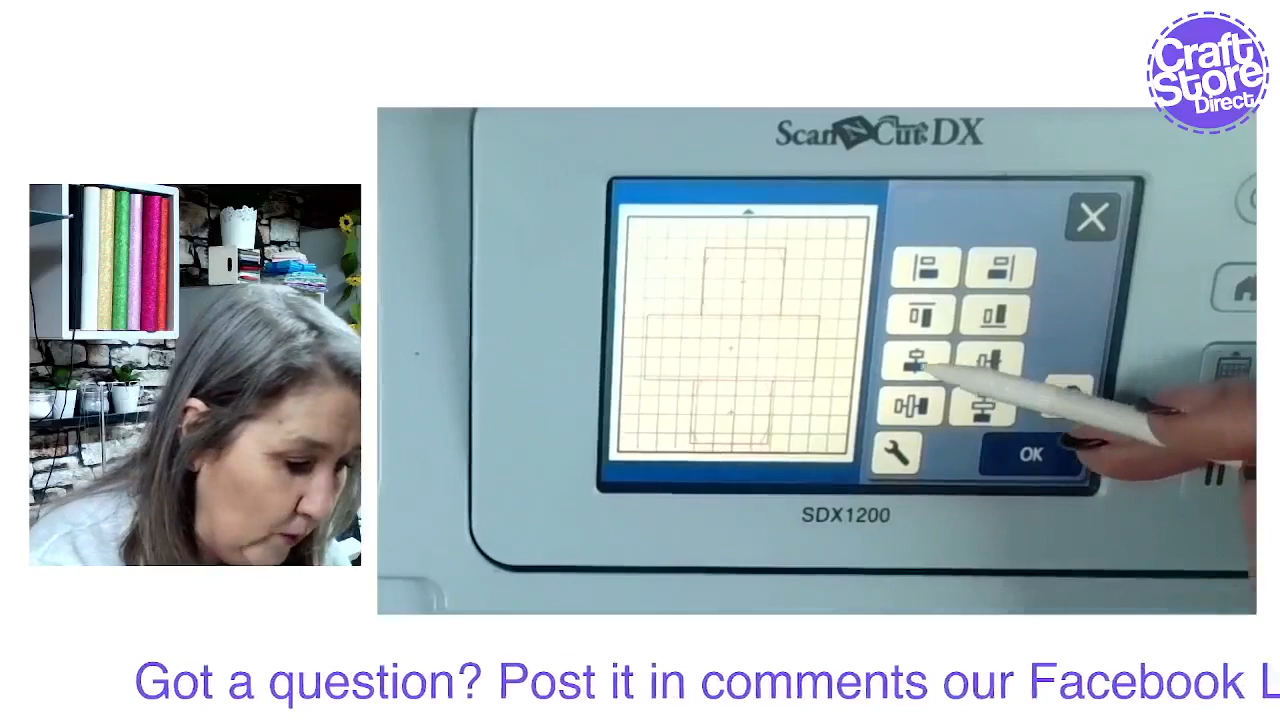 Craft
Store
Direct
ScanNCut DX
OK
SDX1200
Got a question? Post it in comments our Facebook L